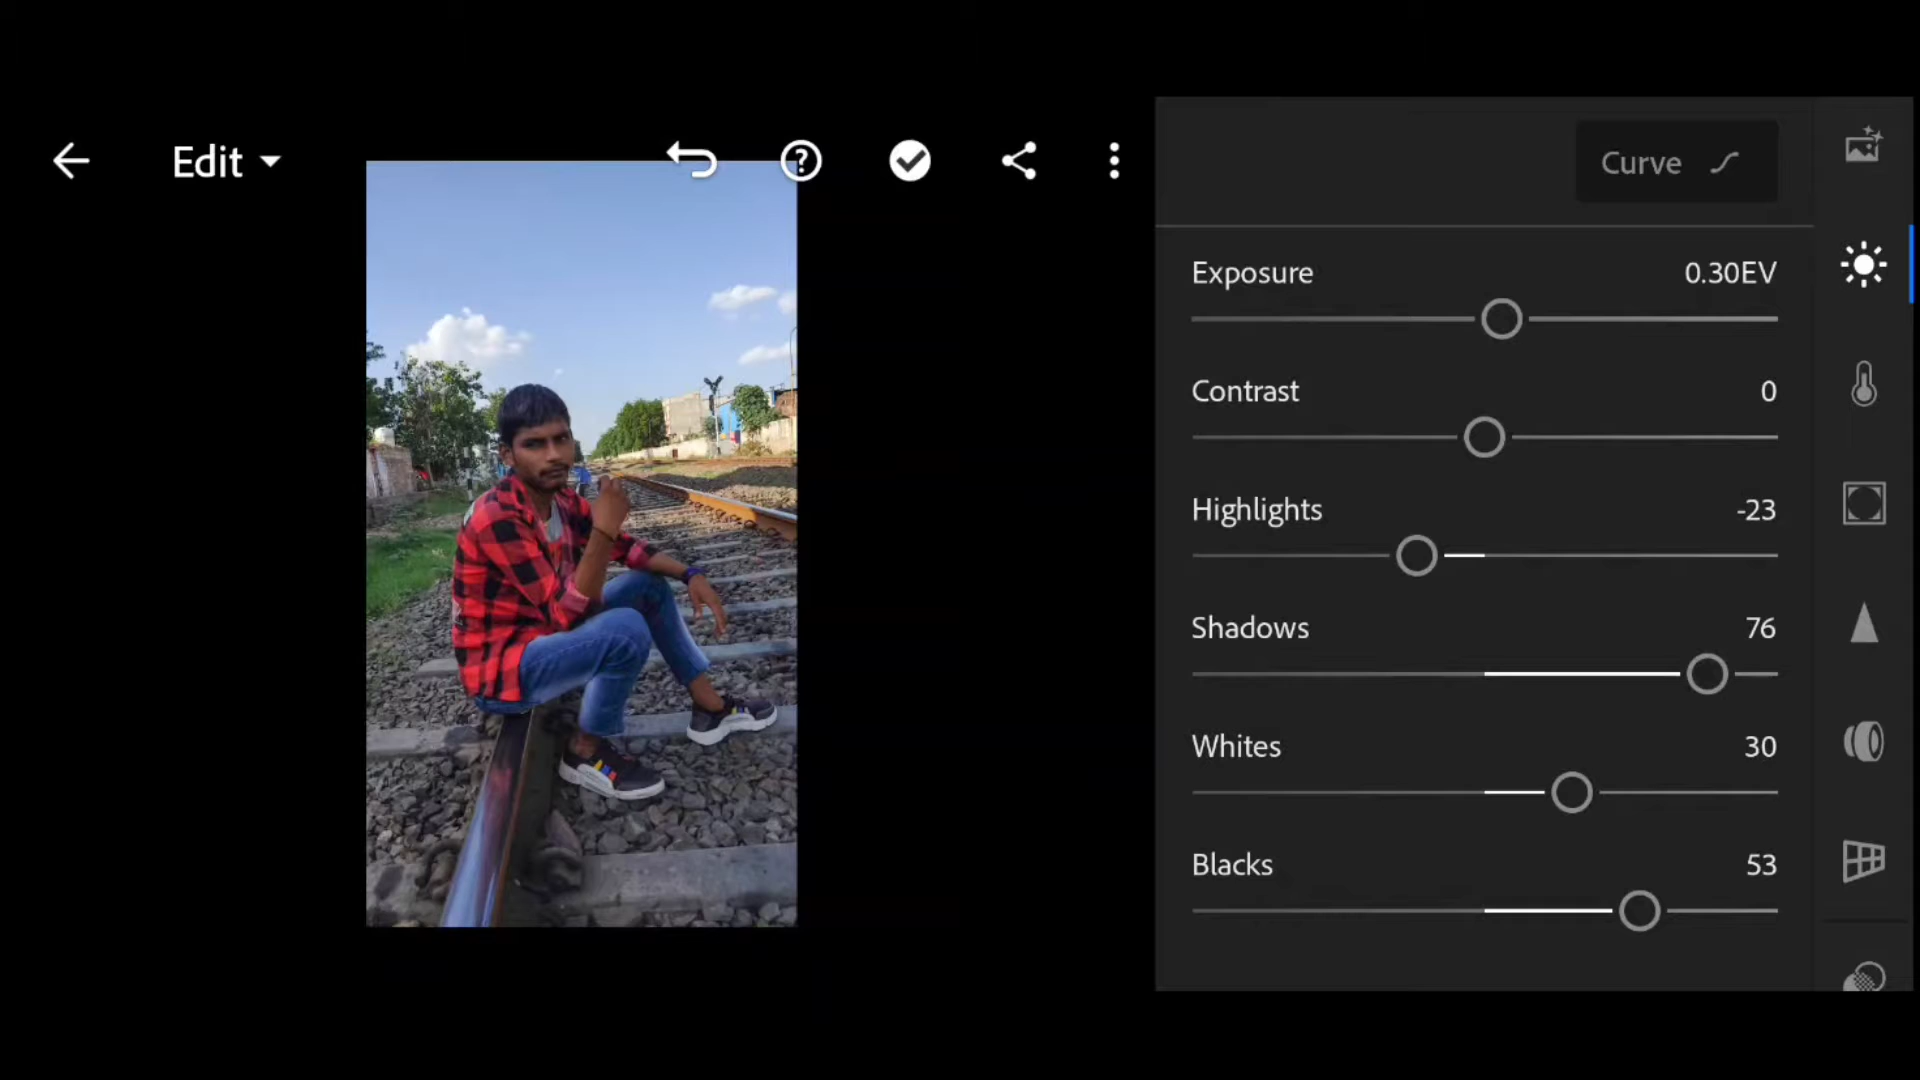 Edit
Curve
Exposure 0.30EV
Contrast 0
Highlights -23
Shadows 76
Whites 30
Blacks 53